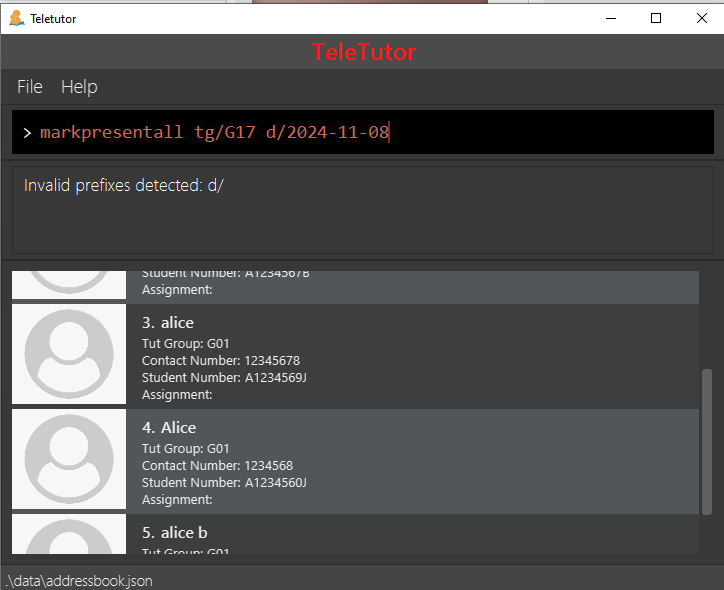 Teletutor
TeleTutor
File Help
> markpresentall tg/G17 d/2024-11-08
Invalid prefixes detected: d/
Student Number: A1234567B
Assignment:
3. alice
Tut Group: G01
Contact Number: 12345678
Student Number: A1234569J
Assignment:
4. Alice
Tut Group: G01
Contact Number: 1234568
Student Number: A1234560J
Assignment:
5. alice b
Tut Group: G01
.\data\addressbook.json